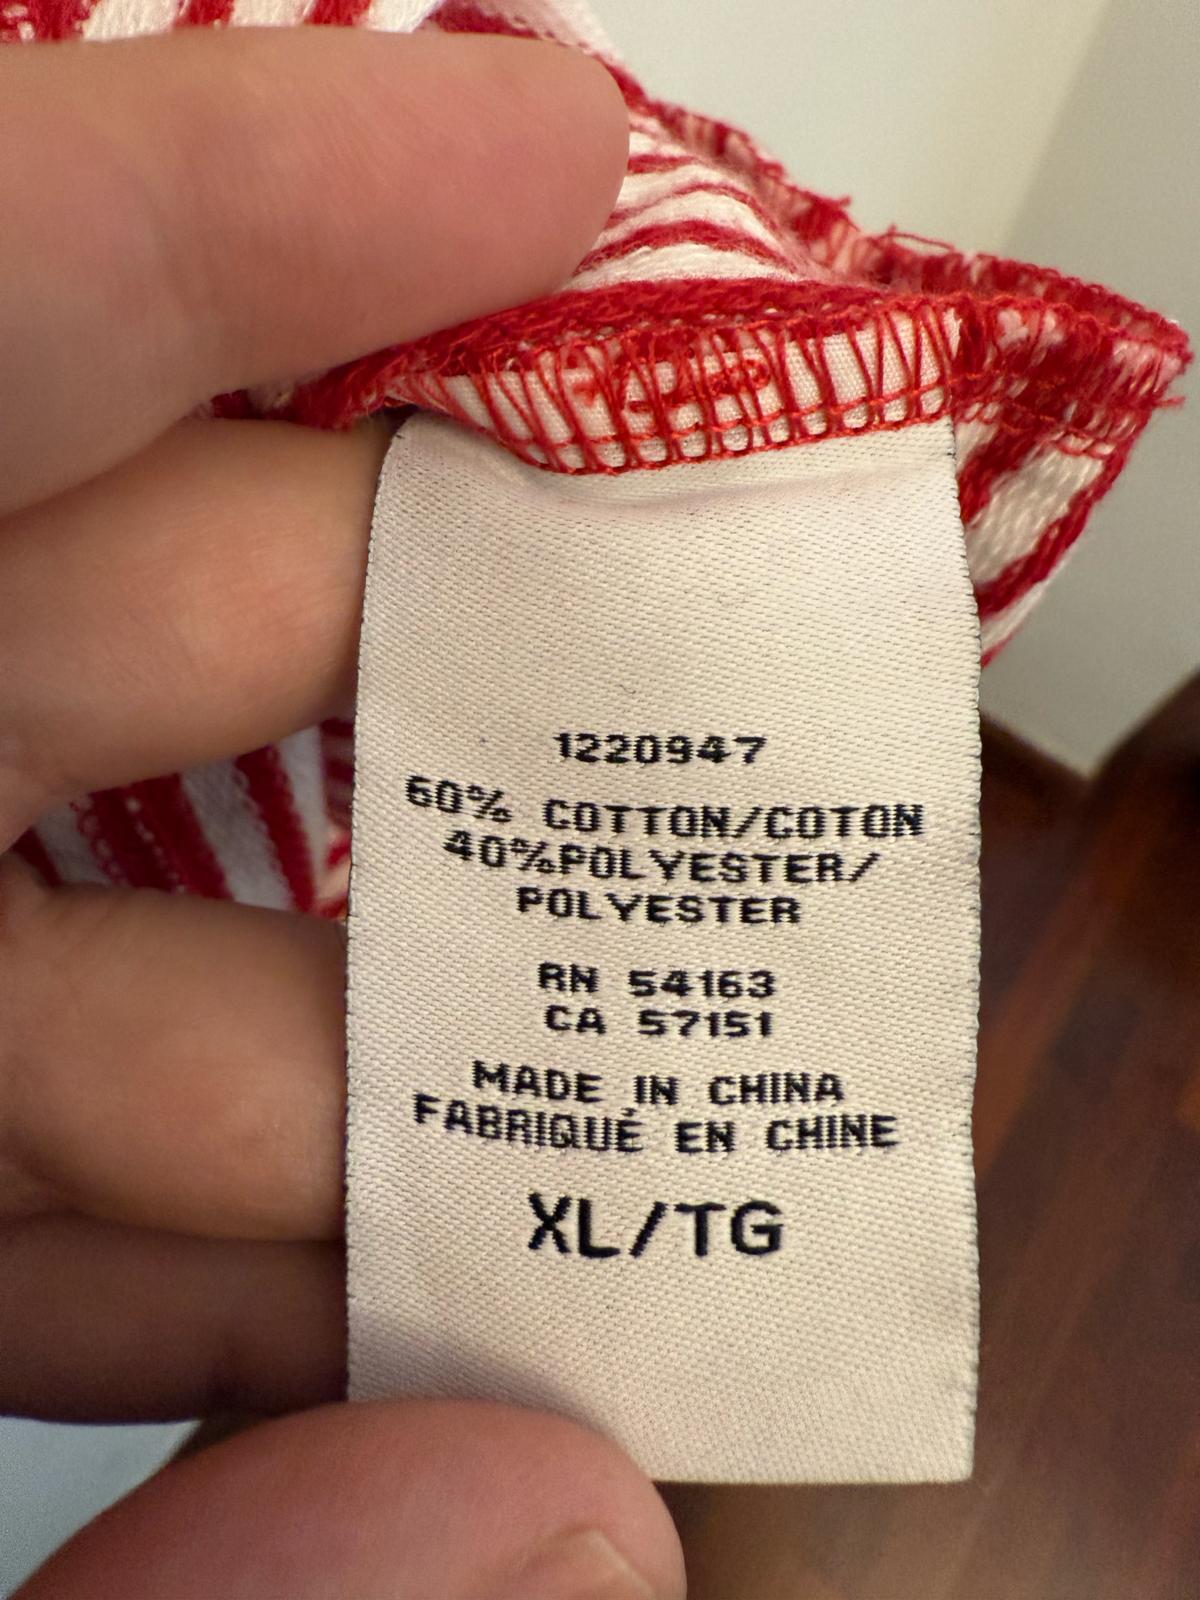 1220947
60% COTTON/COTON
40%POLYESTER/
POLYESTER
RN 54163
CA 57151
MADE IN CHINA
FABRIQUÉ EN CHINE
XL/TG